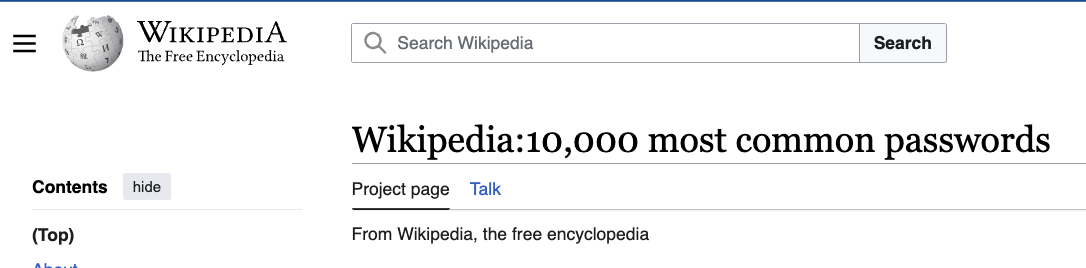 WIKIPEDIA
The Free Encyclopedia
Search Wikipedia
Search
Wikipedia:10,000 most common passwords
Contents
hide
Project page
Talk
(Top)
From Wikipedia, the free encyclopedia
About